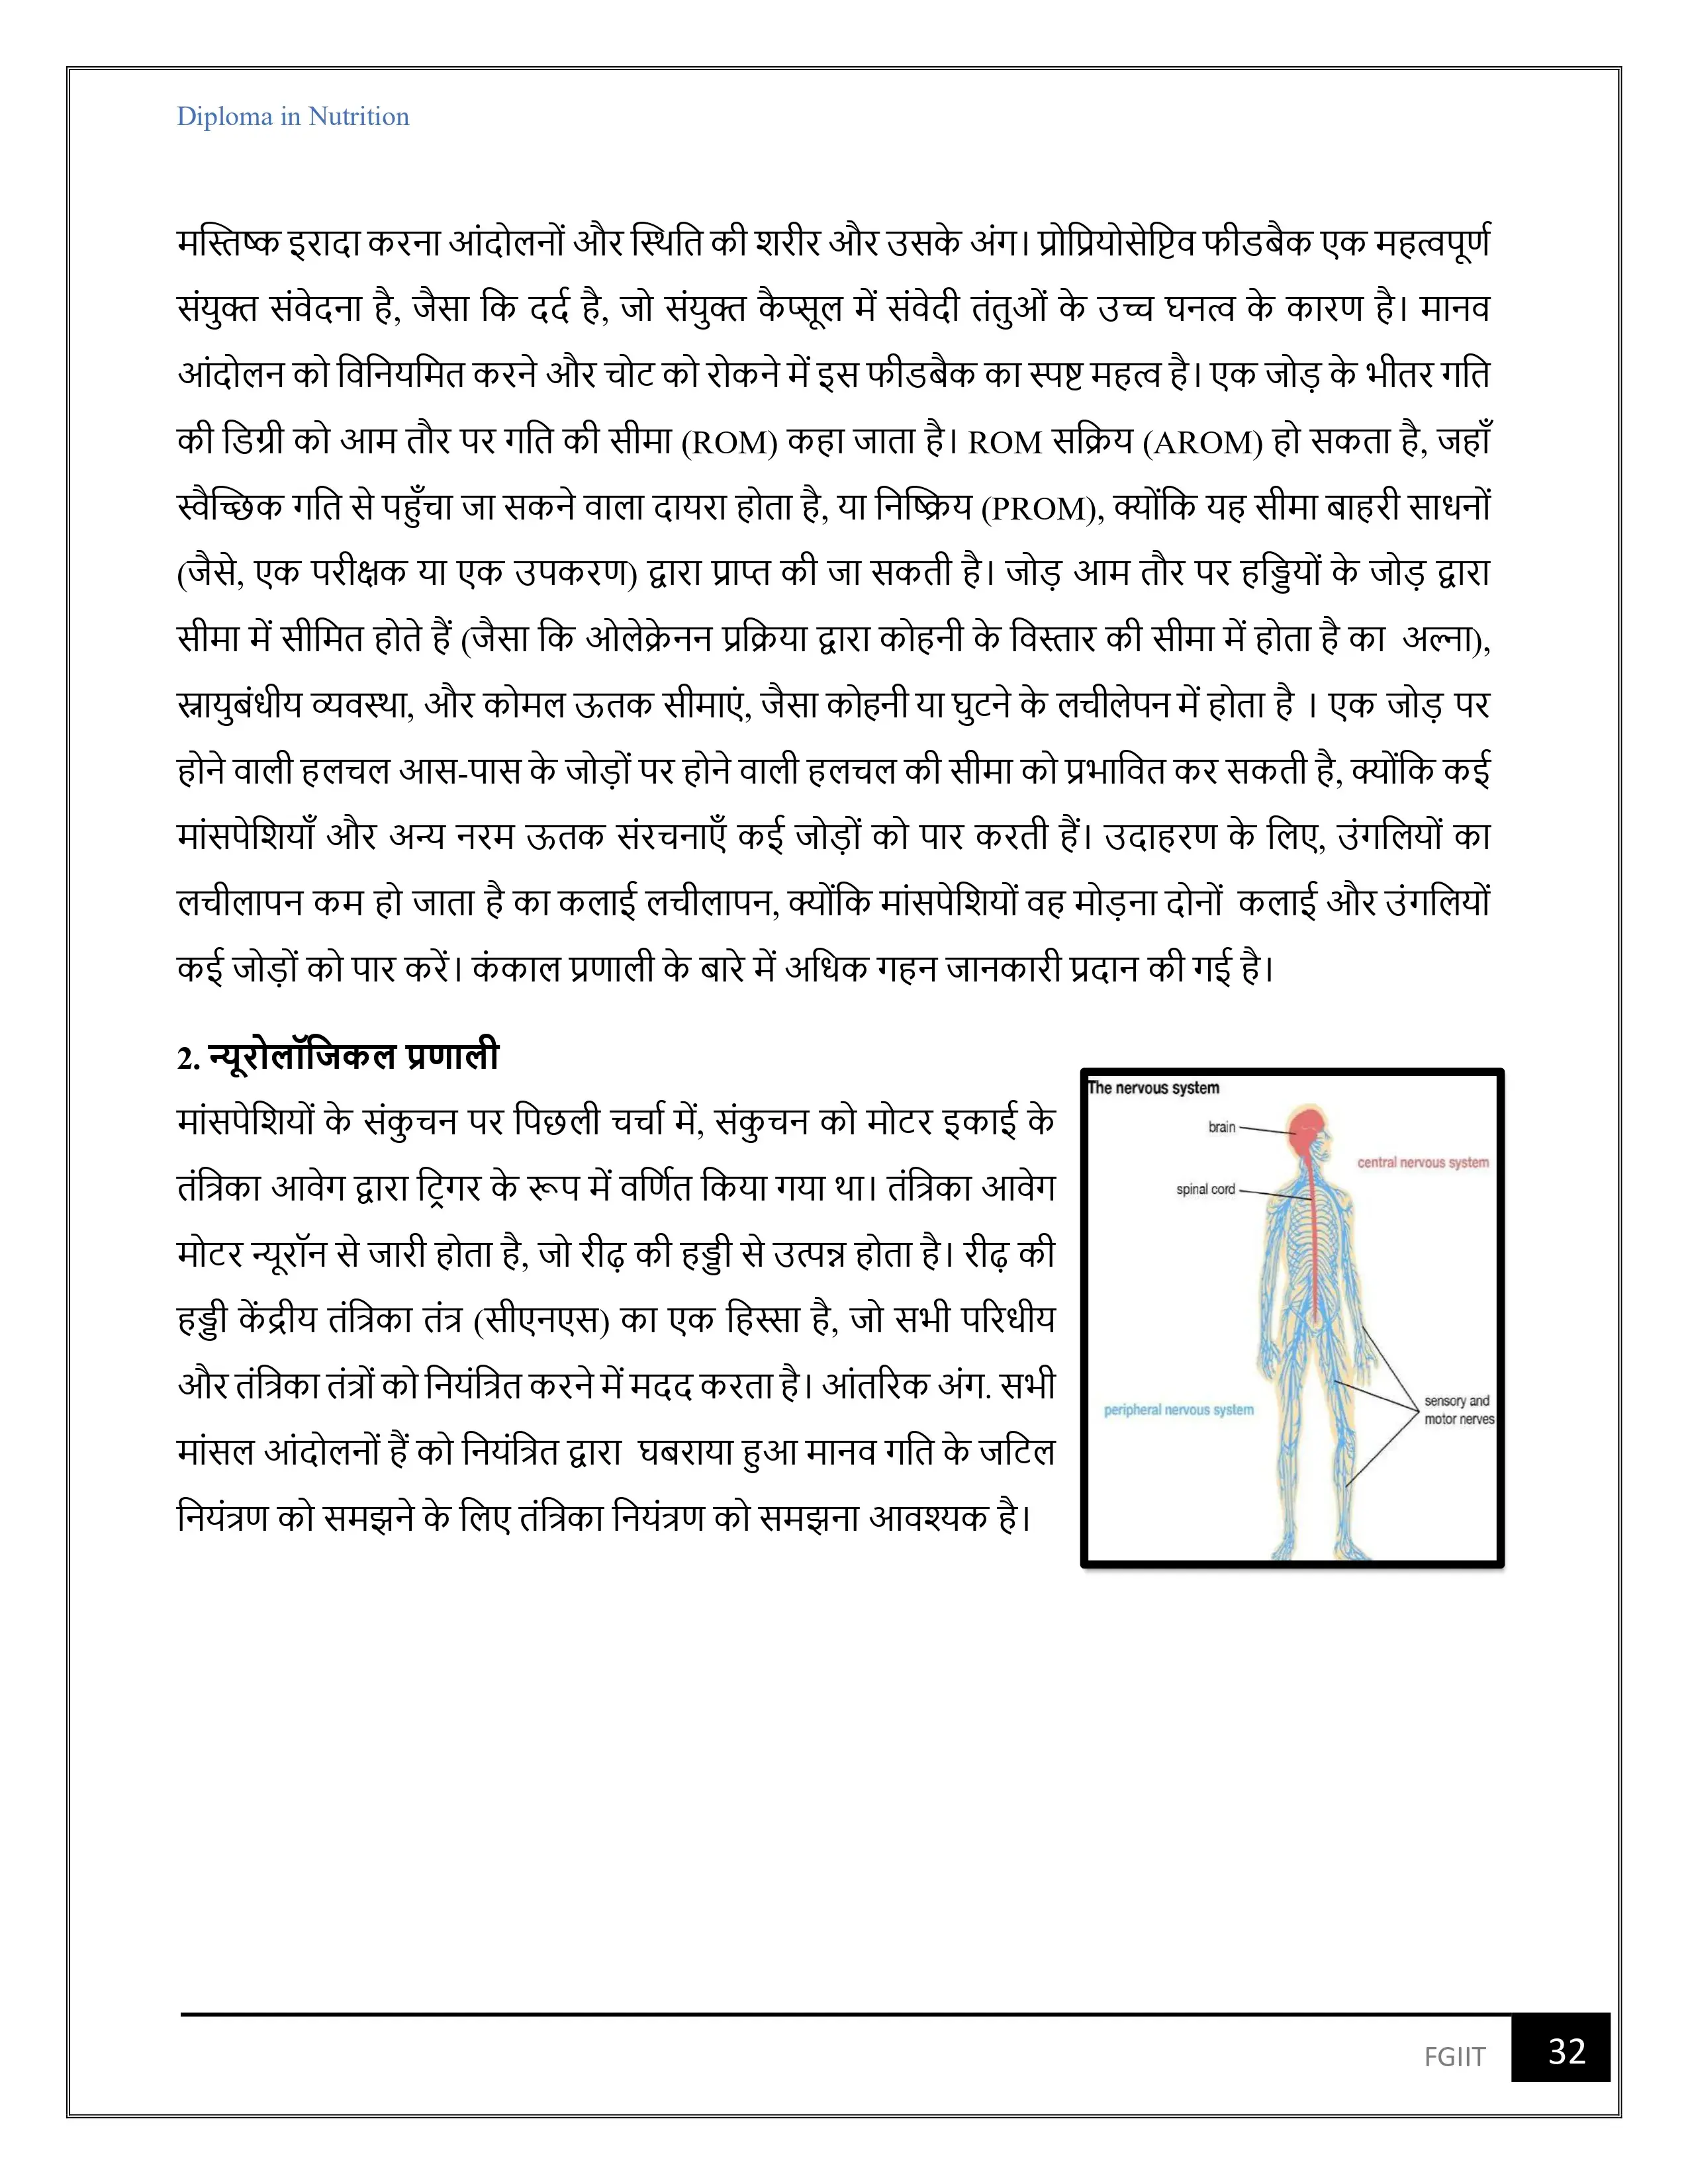 Diploma in Nutrition
मस्तिष्क इरादा करना आंदोलनों और स्थिति की शरीर और उसके अंग। प्रोप्रियोसेप्टिव फीडबैक एक महत्वपूर्ण
संयुक्त संवेदना है, जैसा कि दर्द है, जो संयुक्त कैप्सूल में संवेदी तंतुओं के उच्च घनत्व के कारण है। मानव
आंदोलन को विनियमित करने और चोट को रोकने में इस फीडबैक का स्पष्ट महत्व है। एक जोड़ के भीतर गति
की डिग्री को आम तौर पर गति की सीमा (ROM) कहा जाता है। ROM सक्रिय (AROM) हो सकता है, जहाँ
स्वैच्छिक गति से पहुँचा जा सकने वाला दायरा होता है, या निष्क्रिय (PROM), क्योंकि यह सीमा बाहरी साधनों
(जैसे, एक परीक्षक या एक उपकरण) द्वारा प्राप्त की जा सकती है। जोड़ आम तौर पर हड्डियों के जोड़ द्वारा
सीमा में सीमित होते हैं (जैसा कि ओलेक्रेनन प्रक्रिया द्वारा कोहनी के विस्तार की सीमा में होता है का अल्ना),
स्नायुबंधीय व्यवस्था, और कोमल ऊतक सीमाएं, जैसा कोहनी या घुटने के लचीलेपन में होता है । एक जोड़ पर
होने वाली हलचल आस-पास के जोड़ों पर होने वाली हलचल की सीमा को प्रभावित कर सकती है, क्योंकि कई
मांसपेशियाँ और अन्य नरम ऊतक संरचनाएँ कई जोड़ों को पार करती हैं। उदाहरण के लिए, उंगलियों का
लचीलापन कम हो जाता है का कलाई लचीलापन, क्योंकि मांसपेशियों वह मोड़ना दोनों कलाई और उंगलियों
कई जोड़ों को पार करें। कंकाल प्रणाली के बारे में अधिक गहन जानकारी प्रदान की गई है।
2. न्यूरोलॉजिकल प्रणाली
मांसपेशियों के संकुचन पर पिछली चर्चा में, संकुचन को मोटर इकाई के
तंत्रिका आवेग द्वारा ट्रिगर के रूप में वर्णित किया गया था। तंत्रिका आवेग
मोटर न्यूरॉन से जारी होता है, जो रीढ़ की हड्डी से उत्पन्न होता है। रीढ़ की
हड्डी केंद्रीय तंत्रिका तंत्र (सीएनएस) का एक हिस्सा है, जो सभी परिधीय
और तंत्रिका तंत्रों को नियंत्रित करने में मदद करता है। आंतरिक अंग. सभी
मांसल आंदोलनों हैं को नियंत्रित द्वारा घबराया हुआ मानव गति के जटिल
नियंत्रण को समझने के लिए तंत्रिका नियंत्रण को समझना आवश्यक है।
The nervous system
brain
central nervous system
spinal cord
peripheral nervous system
sensory and
motor nerves
FGIIT
32